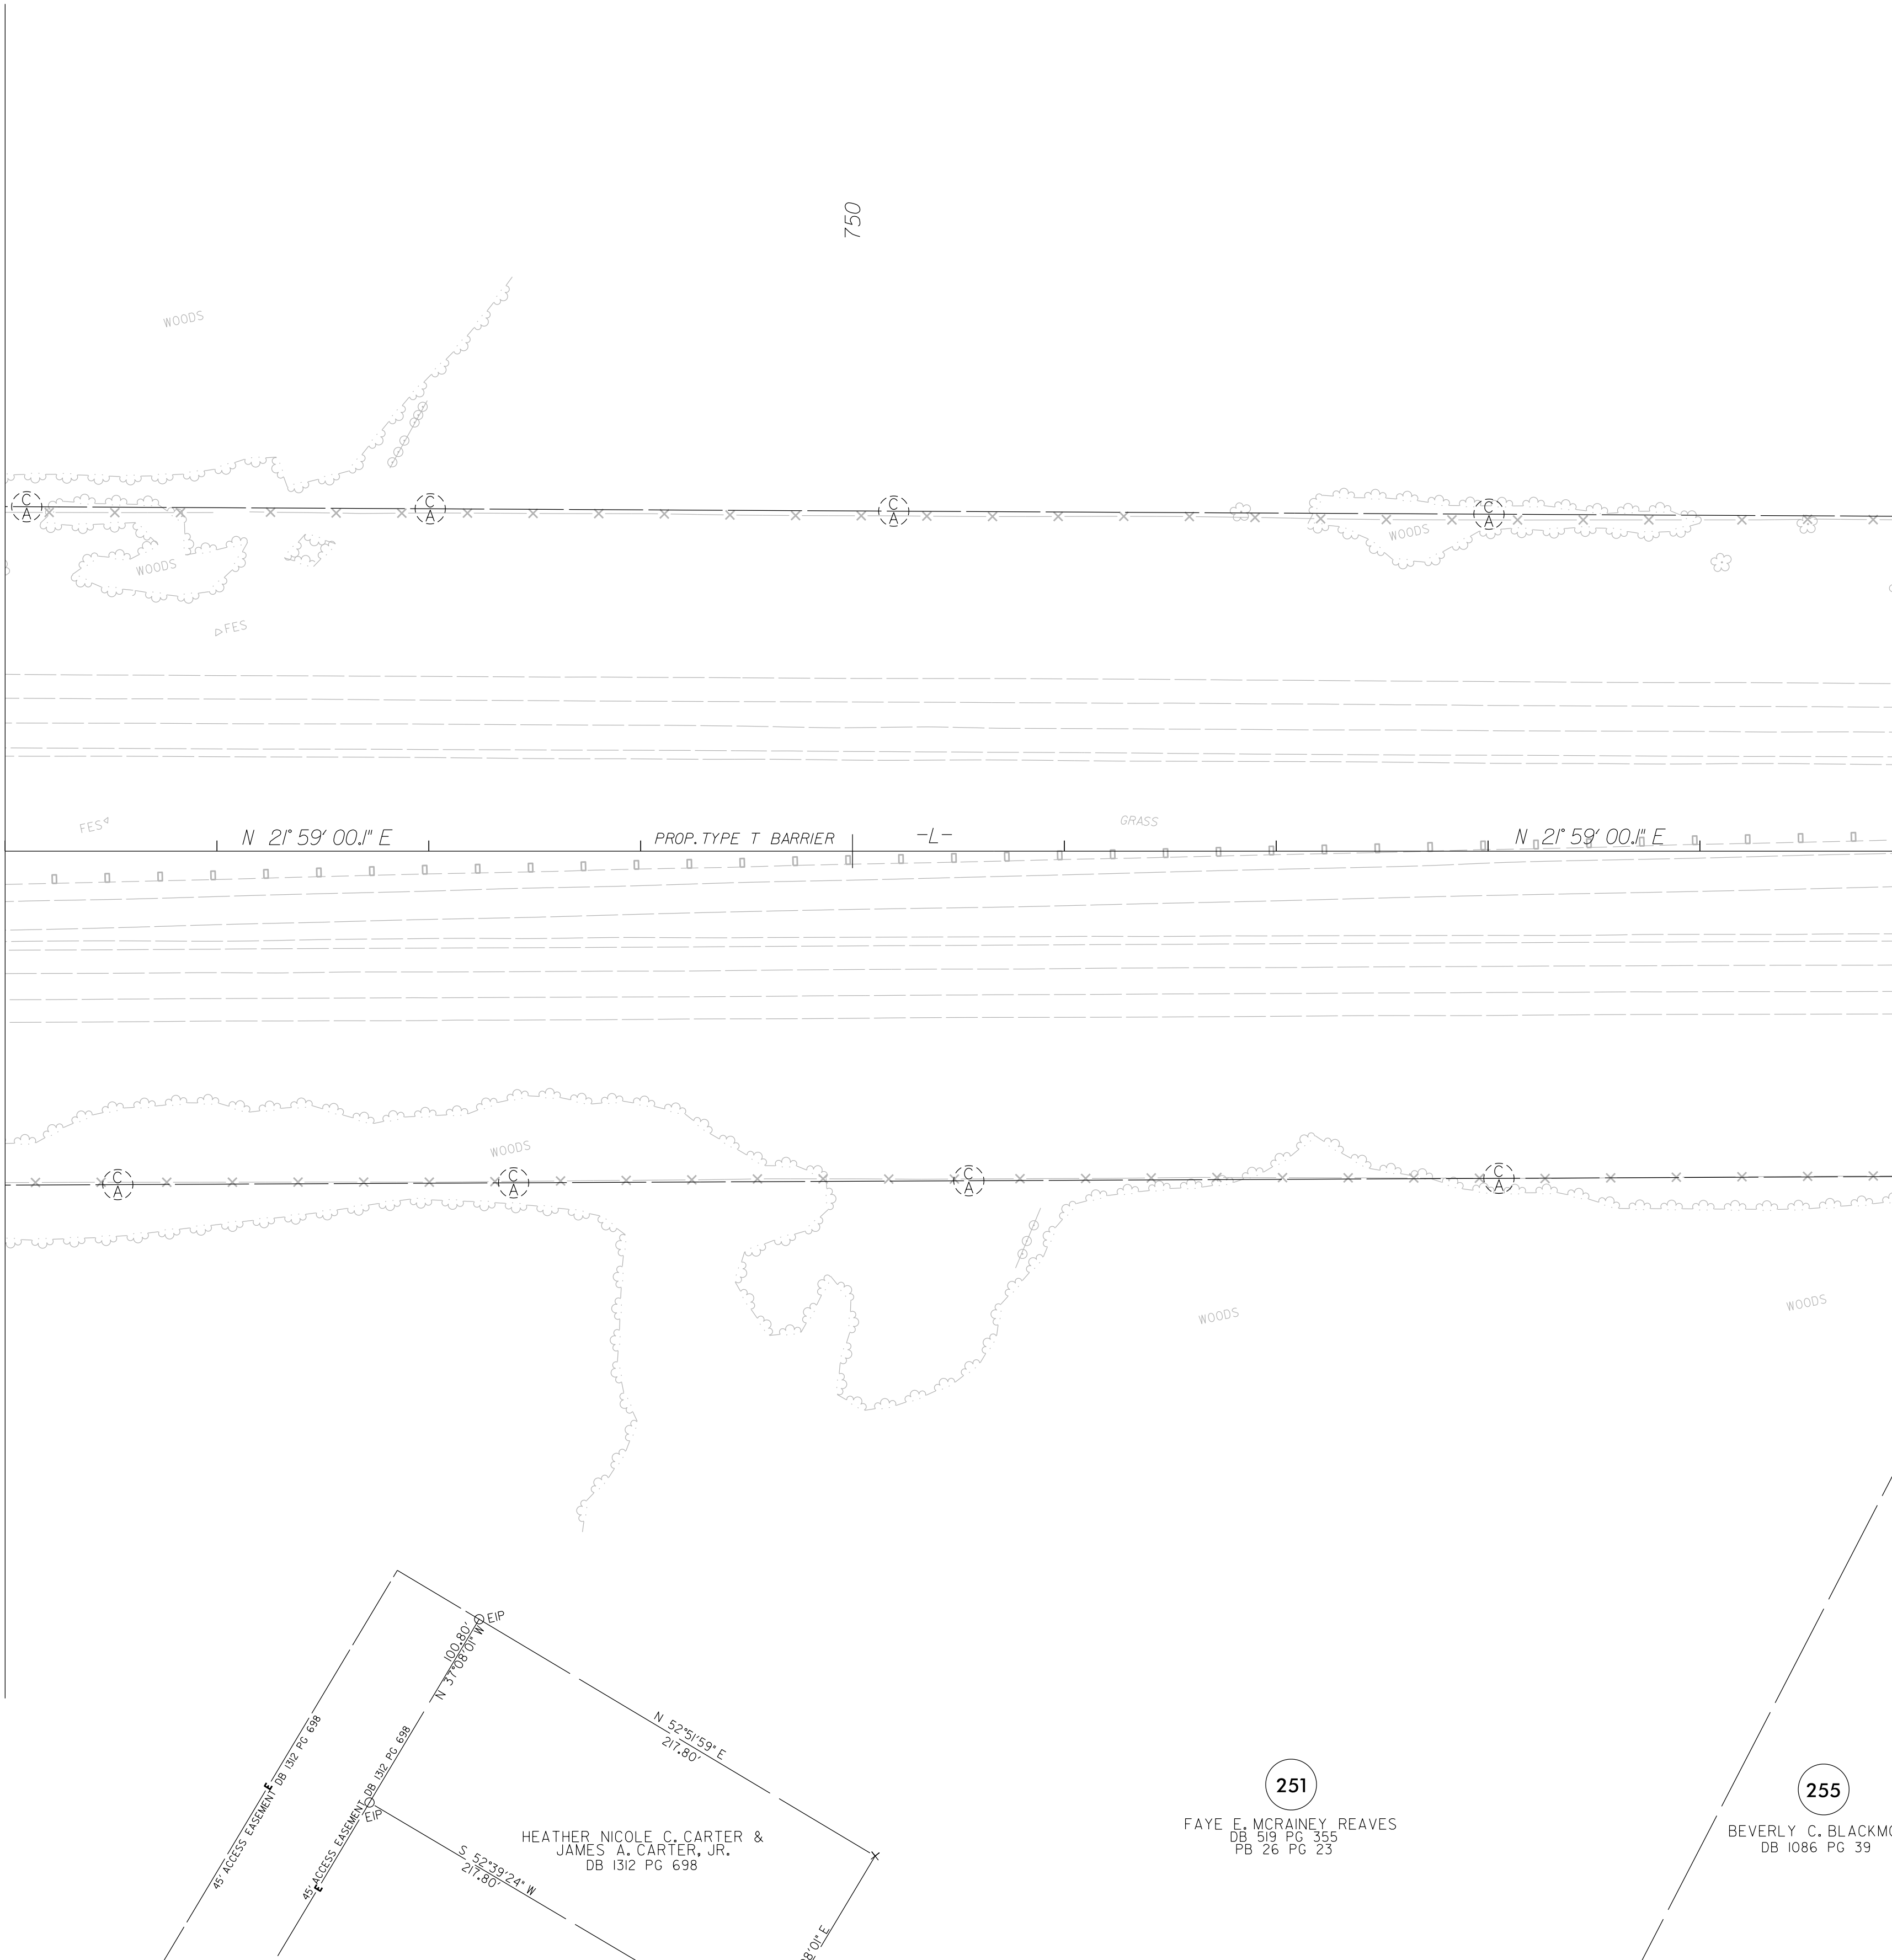 750
WOODS
C
A
C
A
C
A
C
A
WOODS
WOODS
FES
FES
N 21° 59' 00.1" E
PROP. TYPE T BARRIER
-L-
GRASS
N 21° 59' 00.1" E
WOODS
C
A
C
A
C
A
C
A
WOODS
WOODS
EIP
100.80'
N 37°08'01" W
N 52°51'59" E
217.80'
45' ACCESS EASEMENT DB 1312 PG 698
E
45' ACCESS EASEMENT DB 1312 PG 698
E
EIP
S 52°39'24" W
217.80'
HEATHER NICOLE C. CARTER &
JAMES A. CARTER, JR.
DB 1312 PG 698
8'01" E
251
FAYE E. MCRAINEY REAVES
DB 519 PG 355
PB 26 PG 23
255
BEVERLY C. BLACKMO
DB 1086 PG 39